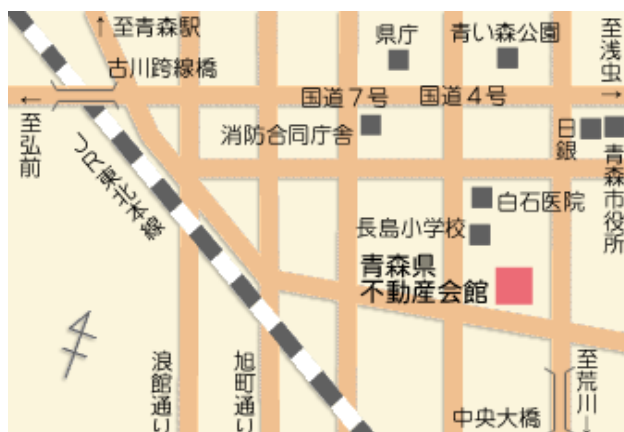 ↑至青森駅
県庁
青い森公園
至浅虫→
古川跨線橋
国道7号
国道4号
←至弘前
消防合同庁舎
日銀
青森市役所
JR東北本線
白石医院
長島小学校
青森県
不動産会館
浪館通り
旭町通り
中央大橋
至荒川→